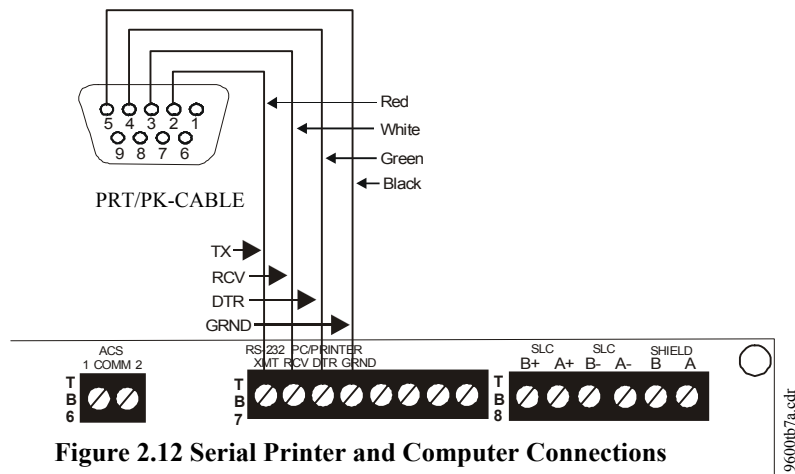 5 4 3 2 1
9 8 7 6
Red
White
Green
Black
PRT/PK-CABLE
TX
RCV
DTR
GRND
ACS
1 COMM 2
RS-232 PC/PRINTER
XMT RCV DTR GRND
SLC SLC SHIELD
B+ A+ B- A- B A
T
B
6
T
B
7
T
B
8
Figure 2.12 Serial Printer and Computer Connections
9600tb7a.cdr